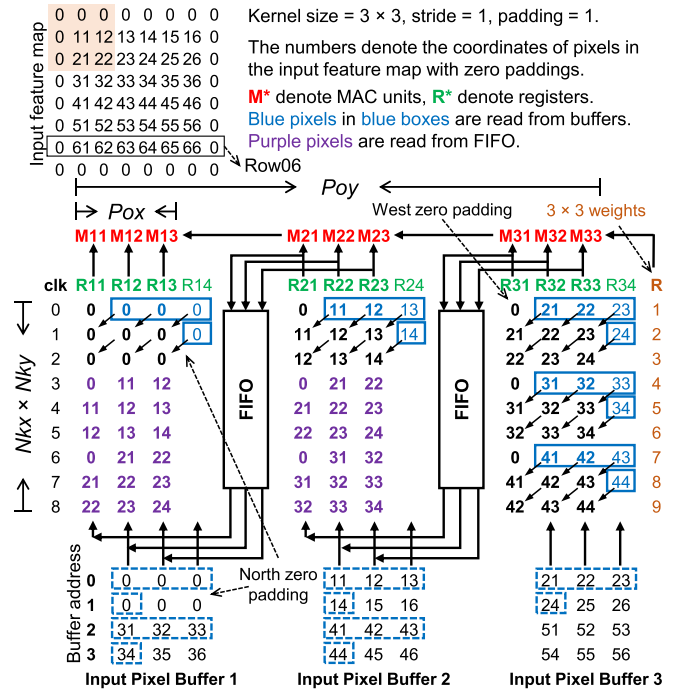 0 0 0 0 0 0 0 0
0 11 12 13 14 15 16 0
0 21 22 23 24 25 26 0
0 31 32 33 34 35 36 0
0 41 42 43 44 45 46 0
0 51 52 53 54 55 56 0
0 61 62 63 64 65 66 0
0 0 0 0 0 0 0 0
Input feature map
Row06
Kernel size = 3 × 3, stride = 1, padding = 1.
The numbers denote the coordinates of pixels in
the input feature map with zero paddings.
M* denote MAC units, R* denote registers.
Blue pixels in blue boxes are read from buffers.
Purple pixels are read from FIFO.
Poy
Pox
West zero padding
3 × 3 weights
M11 M12 M13 M21 M22 M23 M31 M32 M33
clk R11 R12 R13 R14 R21 R22 R23 R24 R31 R32 R33 R34 R
0 0 0 0 0 0 11 12 13 0 21 22 23 1
1 0 0 0 0 11 12 13 14 21 22 23 24 2
2 0 0 0 12 13 14 22 23 24 3
3 0 11 12 0 21 22 0 31 32 33 4
4 11 12 13 21 22 23 31 32 33 34 5
5 12 13 14 22 23 24 32 33 34 6
6 0 21 22 0 31 32 0 41 42 43 7
7 21 22 23 31 32 33 41 42 43 44 8
8 22 23 24 32 33 34 42 43 44 9
Nkx × Nky
FIFO
FIFO
North zero
padding
Buffer address
0 0 0 0 11 12 13 21 22 23
1 0 0 0 14 15 16 24 25 26
2 31 32 33 41 42 43 51 52 53
3 34 35 36 44 45 46 54 55 56
Input Pixel Buffer 1 Input Pixel Buffer 2 Input Pixel Buffer 3